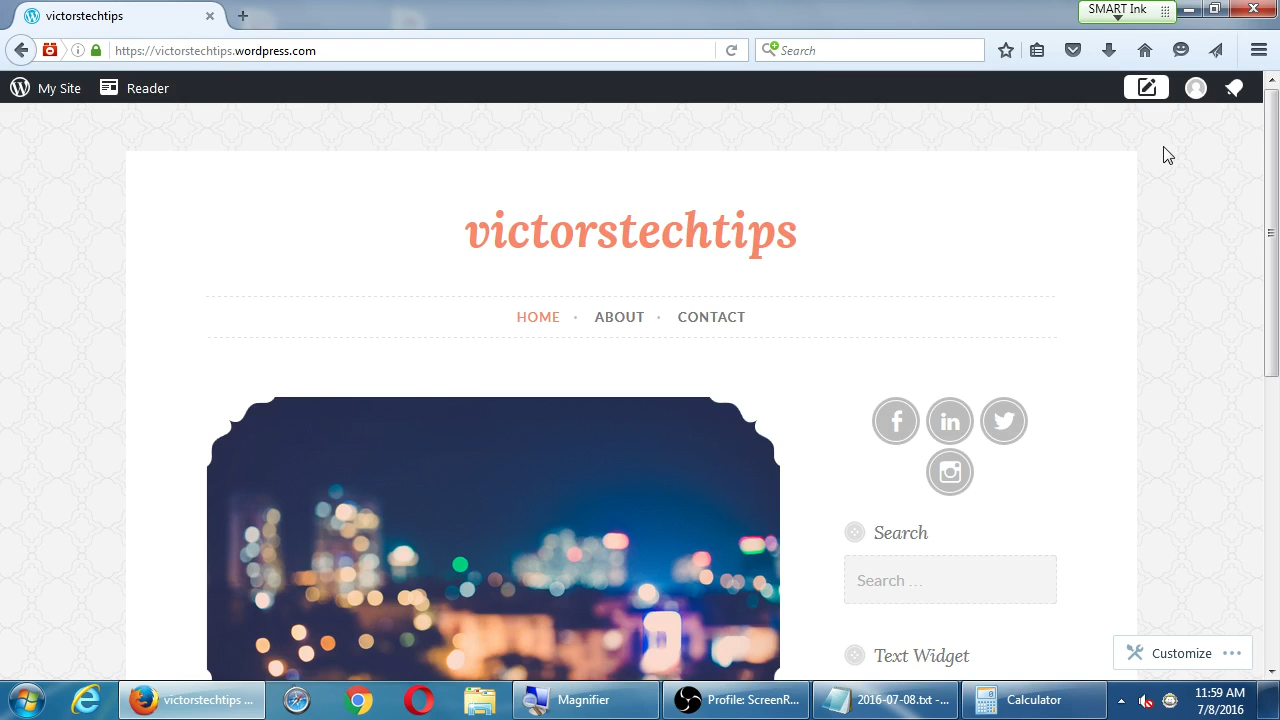 victorstechtips
SMART Ink
https://victorstechtips.wordpress.com
Search
My Site
Reader
victorstechtips
HOME
ABOUT
CONTACT
Search
Search ...
Text Widget
Customize
victorstechtips ...
Magnifier
Profile: ScreenR...
2016-07-08.txt -...
Calculator
11:59 AM
7/8/2016